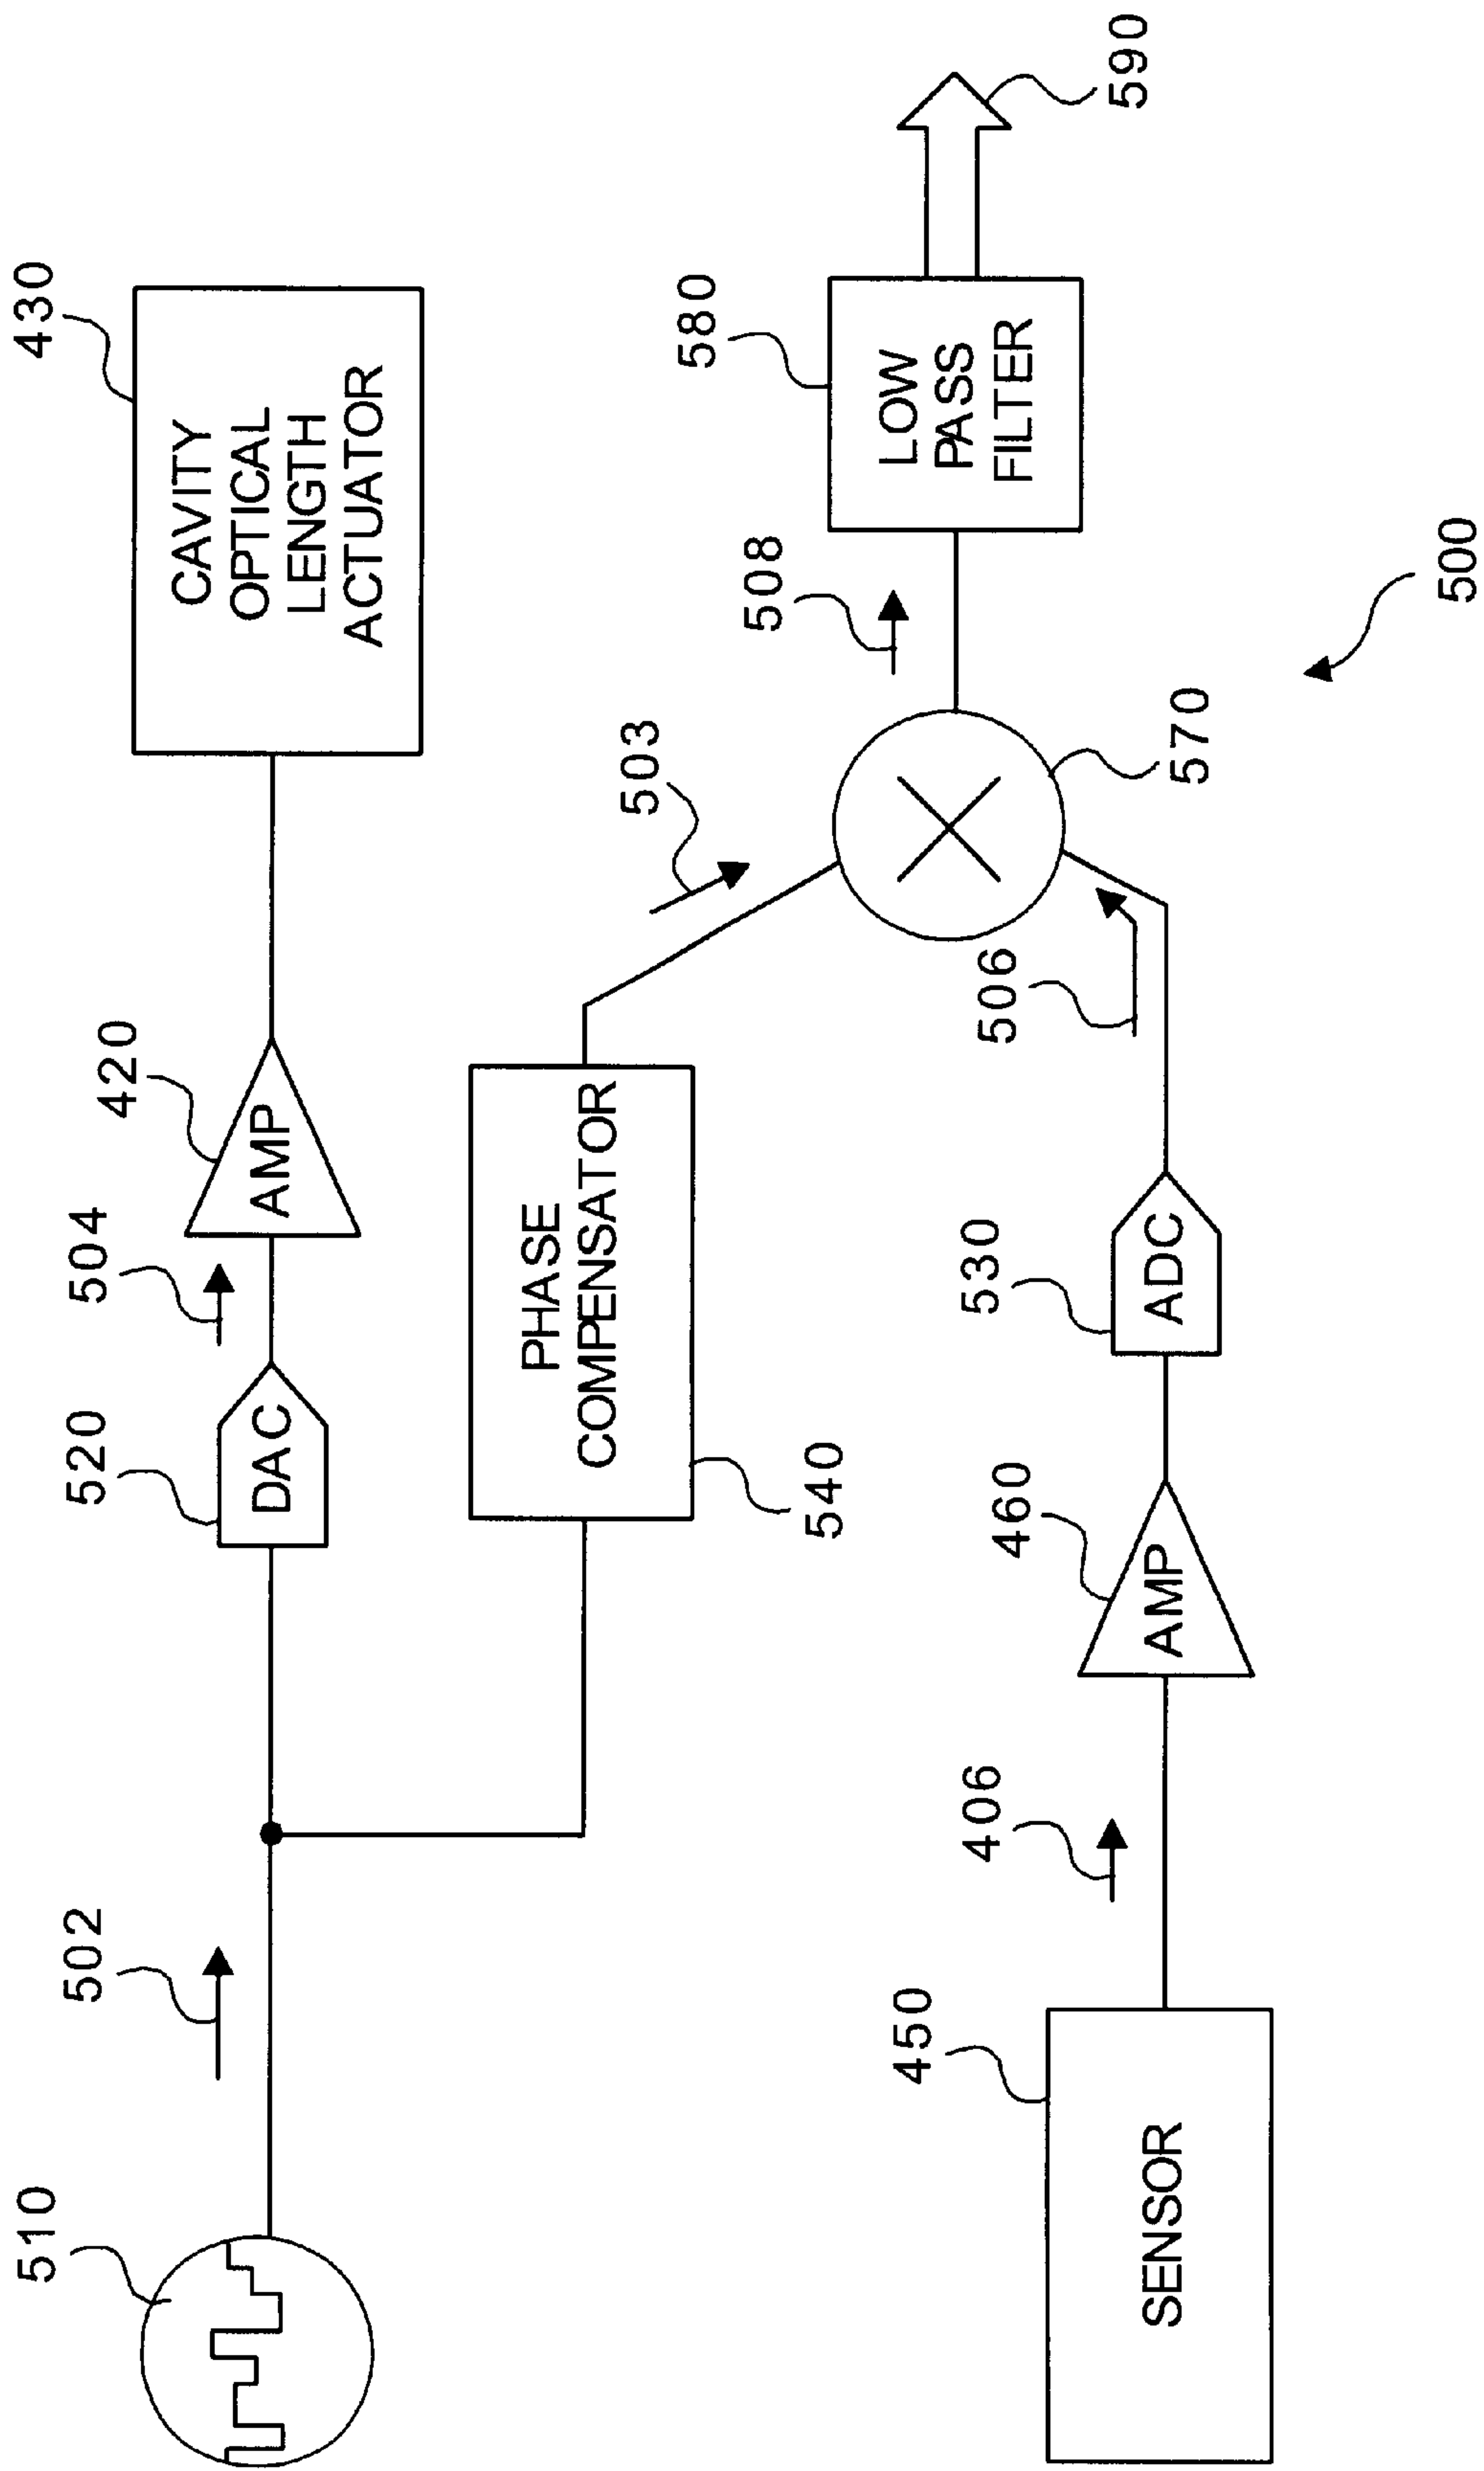 510
502
520
DAC
504
420
AMP
430
CAVITY
OPTICAL
LENGTH
ACTUATOR
540
PHASE
COMPENSATOR
503
450
SENSOR
406
460
AMP
530
ADC
506
570
508
580
LOW
PASS
FILTER
590
500